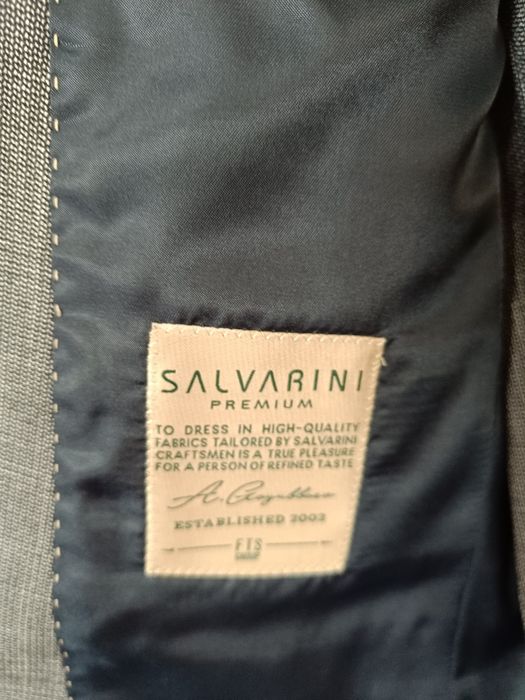 SALVARINI
PREMIUM
TO DRESS IN HIGH-QUALITY
FABRICS TAILORED BY SALVARINI
CRAFTSMEN IS A TRUE PLEASURE
FOR A PERSON OF REFINED TASTE
ESTABLISHED 2002
FTS